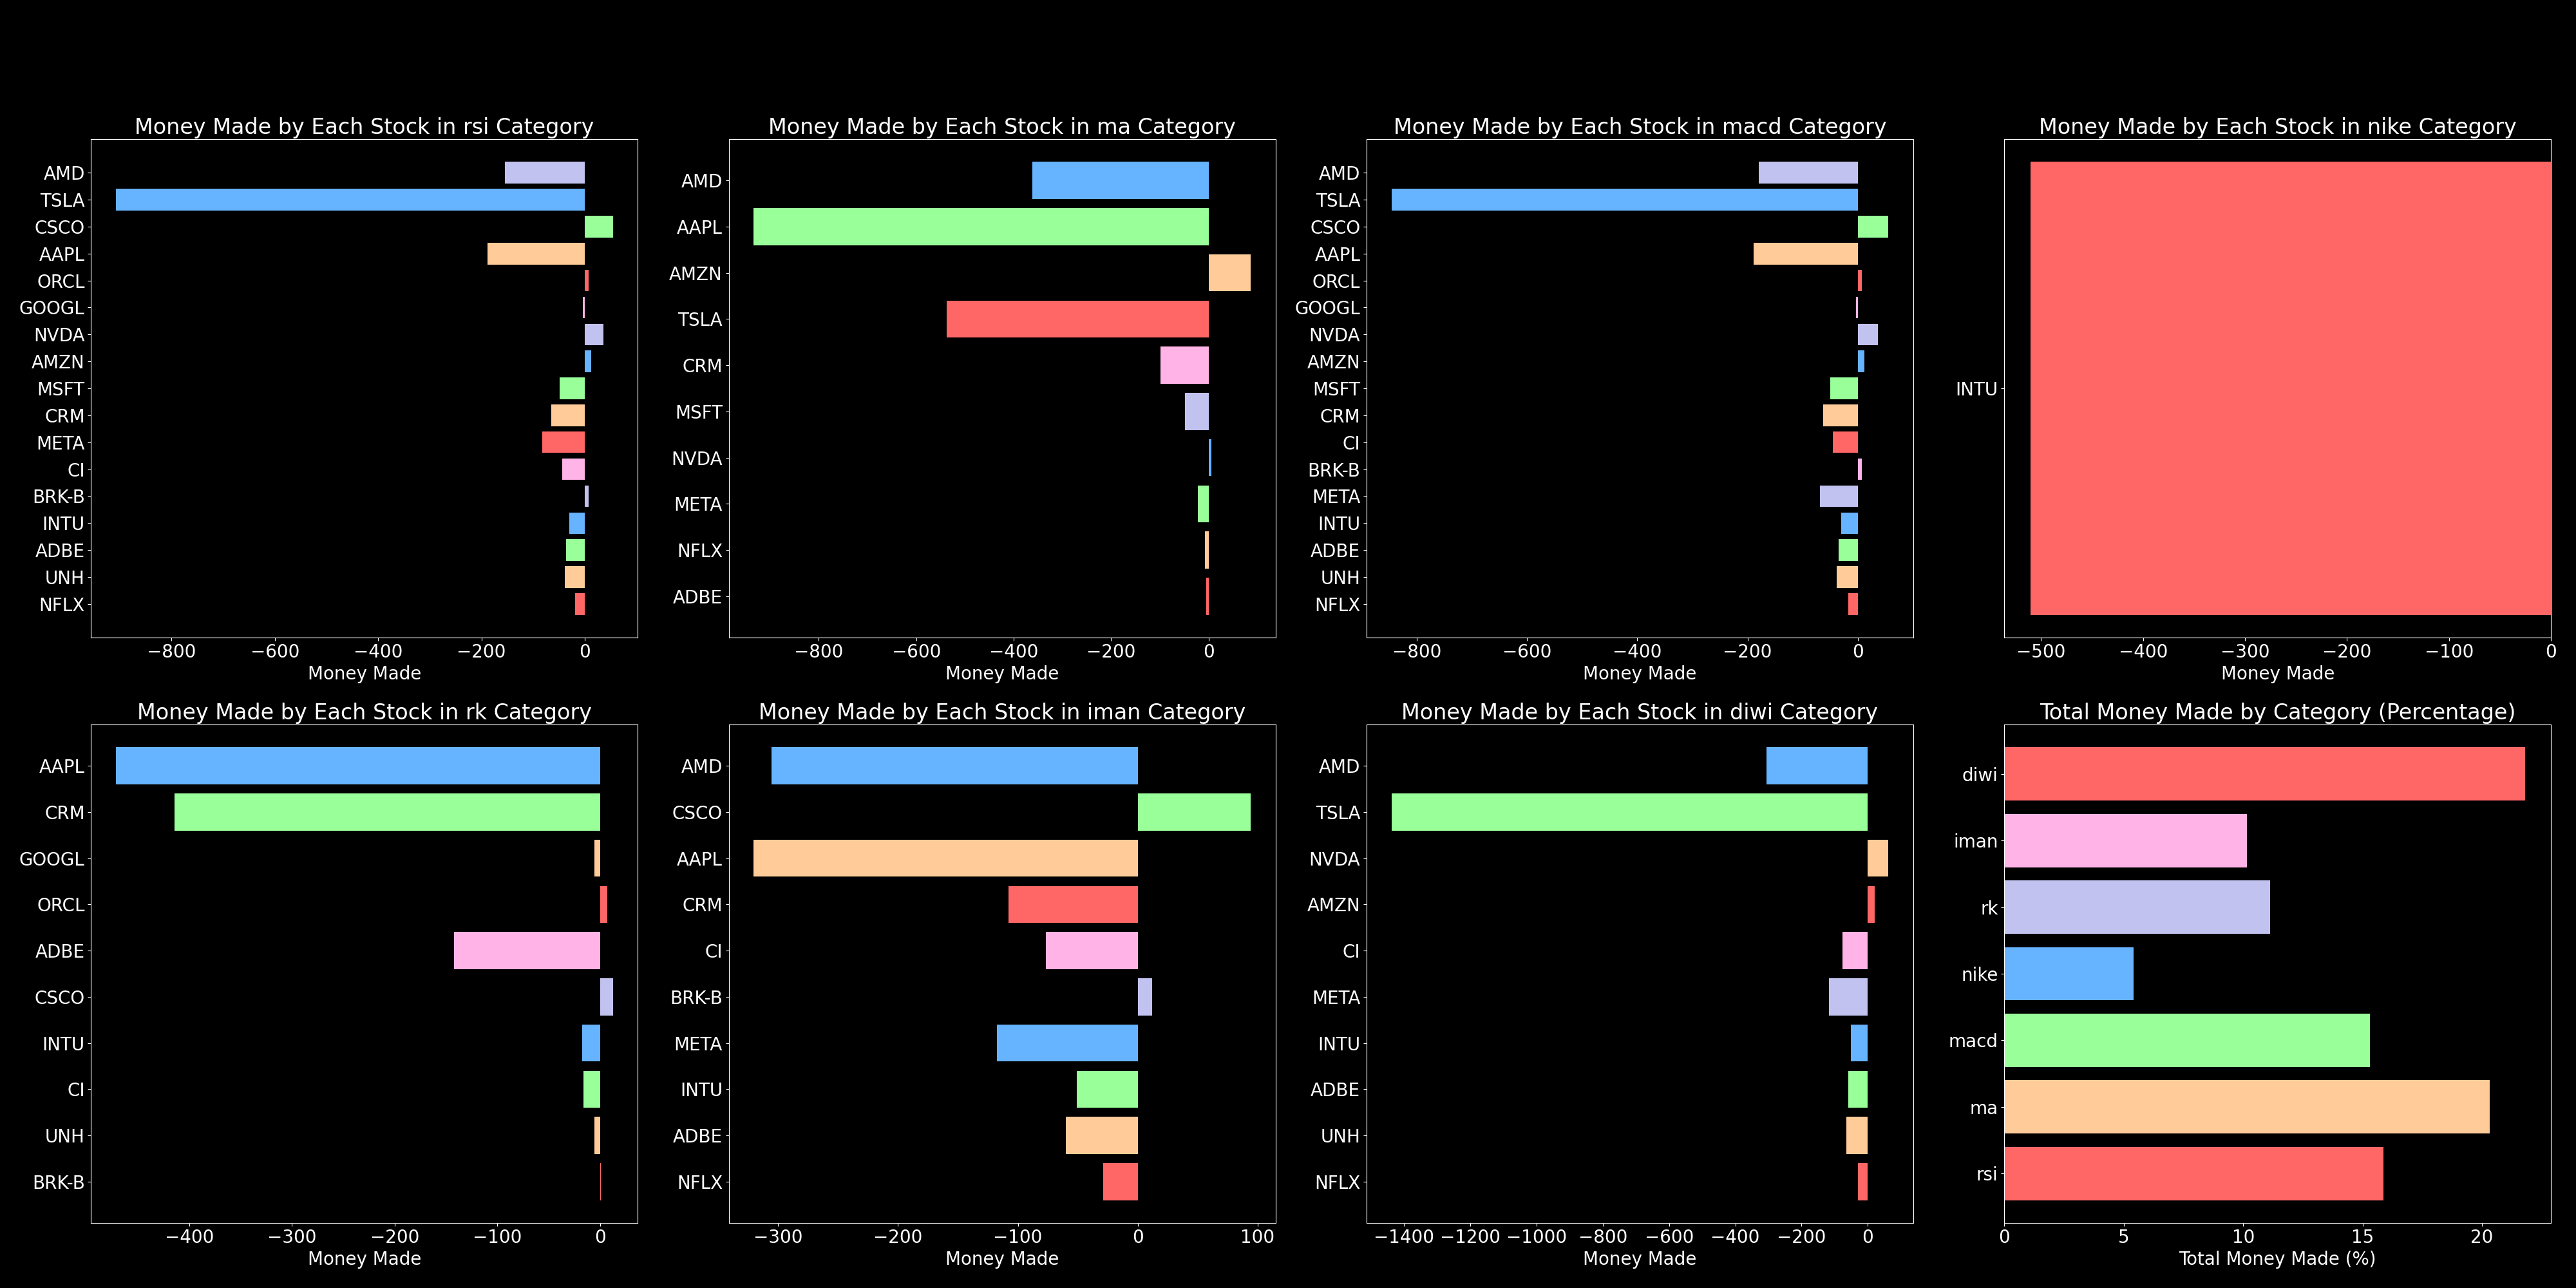 Money Made by Each Stock in rsi Category
AMD
TSLA
CSCO
AAPL
ORCL
GOOGL
NVDA
AMZN
MSFT
CRM
META
CI
BRK-B
INTU
ADBE
UNH
NFLX
−800 −600 −400 −200 0
Money Made
Money Made by Each Stock in ma Category
AMD
AAPL
AMZN
TSLA
CRM
MSFT
NVDA
META
NFLX
ADBE
−800 −600 −400 −200 0
Money Made
Money Made by Each Stock in macd Category
AMD
TSLA
CSCO
AAPL
ORCL
GOOGL
NVDA
AMZN
MSFT
CRM
CI
BRK-B
META
INTU
ADBE
UNH
NFLX
−800 −600 −400 −200 0
Money Made
Money Made by Each Stock in nike Category
INTU
−500 −400 −300 −200 −100 0
Money Made
Money Made by Each Stock in rk Category
AAPL
CRM
GOOGL
ORCL
ADBE
CSCO
INTU
CI
UNH
BRK-B
−400 −300 −200 −100 0
Money Made
Money Made by Each Stock in iman Category
AMD
CSCO
AAPL
CRM
CI
BRK-B
META
INTU
ADBE
NFLX
−300 −200 −100 0 100
Money Made
Money Made by Each Stock in diwi Category
AMD
TSLA
NVDA
AMZN
CI
META
INTU
ADBE
UNH
NFLX
−1400 −1200 −1000 −800 −600 −400 −200 0
Money Made
Total Money Made by Category (Percentage)
diwi
iman
rk
nike
macd
ma
rsi
0 5 10 15 20
Total Money Made (%)